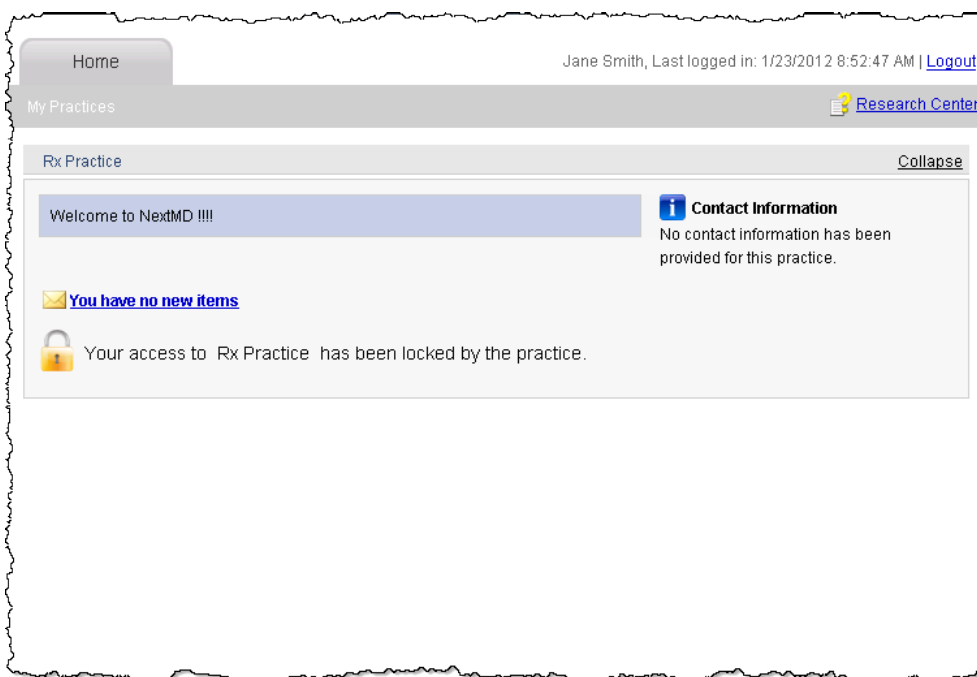 Home
Jane Smith, Last logged in: 1/23/2012 8:52:47 AM | Logout
My Practices
Research Center
Rx Practice
Collapse
Welcome to NextMD !!!!
Contact Information
No contact information has been
provided for this practice.
You have no new items
Your access to Rx Practice has been locked by the practice.